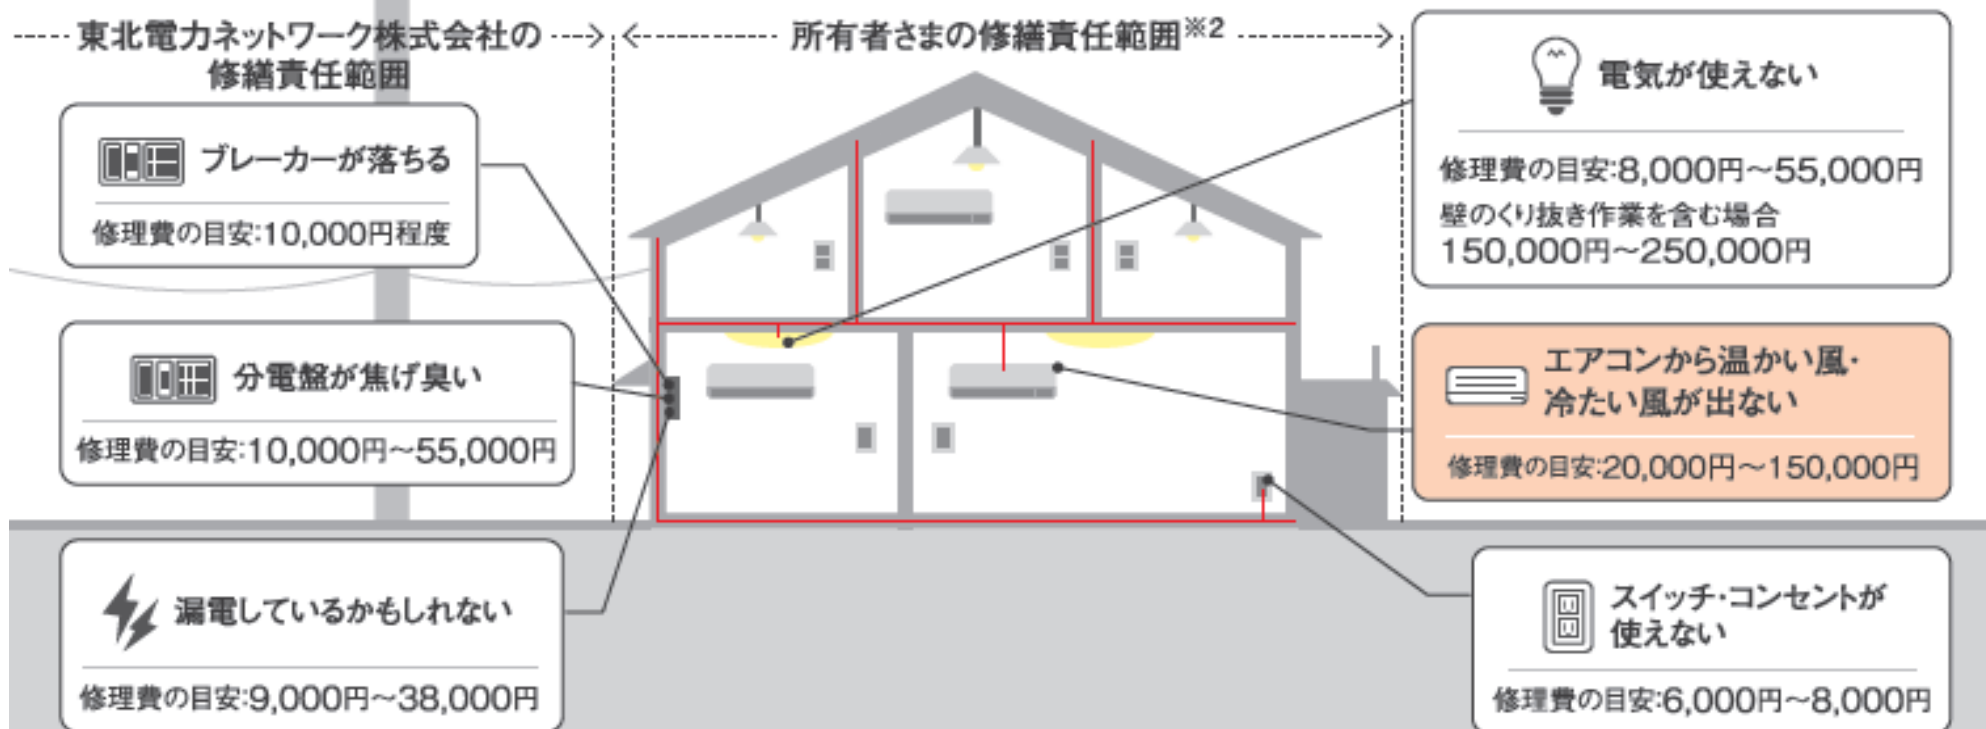 東北電力ネットワーク株式会社の
修繕責任範囲
所有者さまの修繕責任範囲※2
ブレーカーが落ちる
修理費の目安:10,000円程度
分電盤が焦げ臭い
修理費の目安:10,000円〜55,000円
漏電しているかもしれない
修理費の目安:9,000円〜38,000円
電気が使えない
修理費の目安:8,000円〜55,000円
壁のくり抜き作業を含む場合
150,000円〜250,000円
エアコンから温かい風・
冷たい風が出ない
修理費の目安:20,000円〜150,000円
スイッチ・コンセントが
使えない
修理費の目安:6,000円〜8,000円